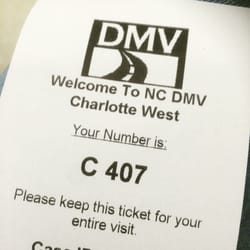 DMV
Welcome To NC DMV
Charlotte West
Your Number is:
C 407
Please keep this ticket for your
entire visit.